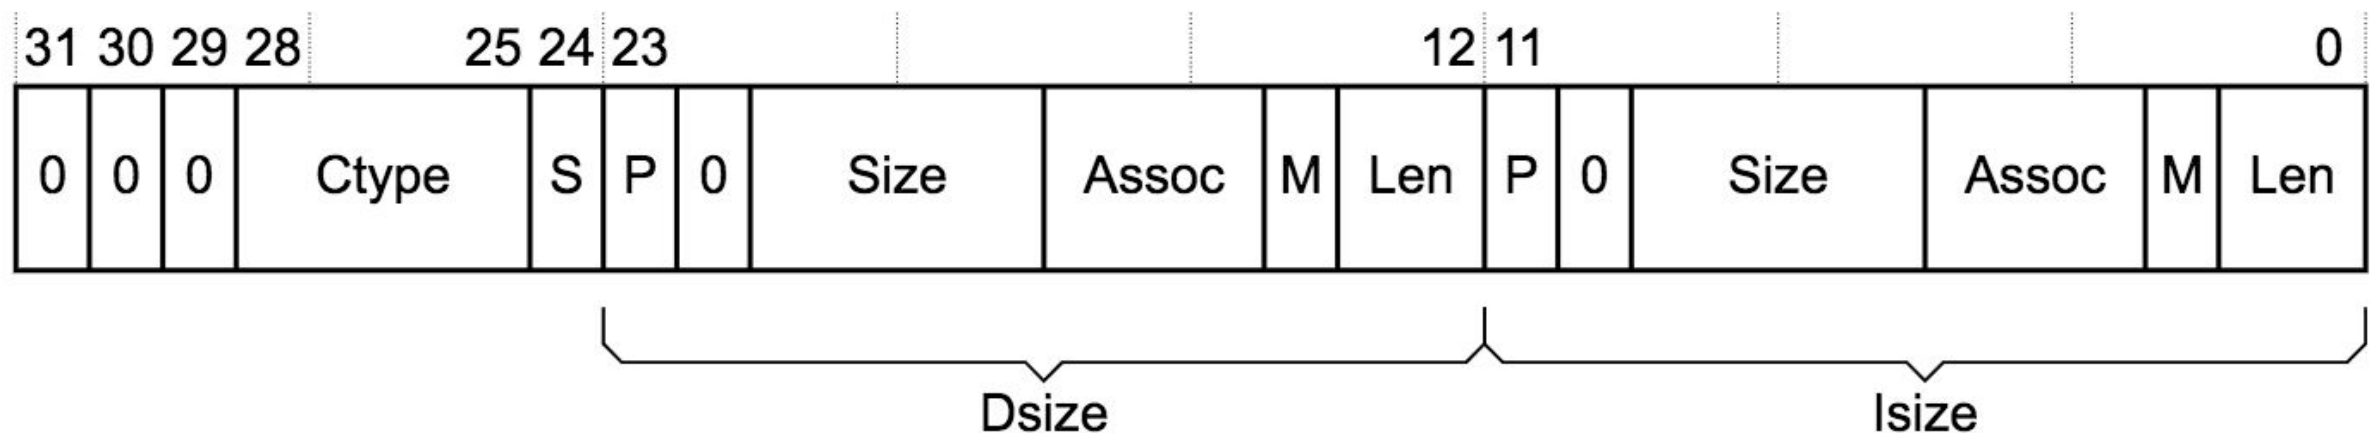 31 30 29 28 25 24 23 12 11 0
0 0 0 Ctype S P 0 Size Assoc M Len P 0 Size Assoc M Len
Dsize Isize